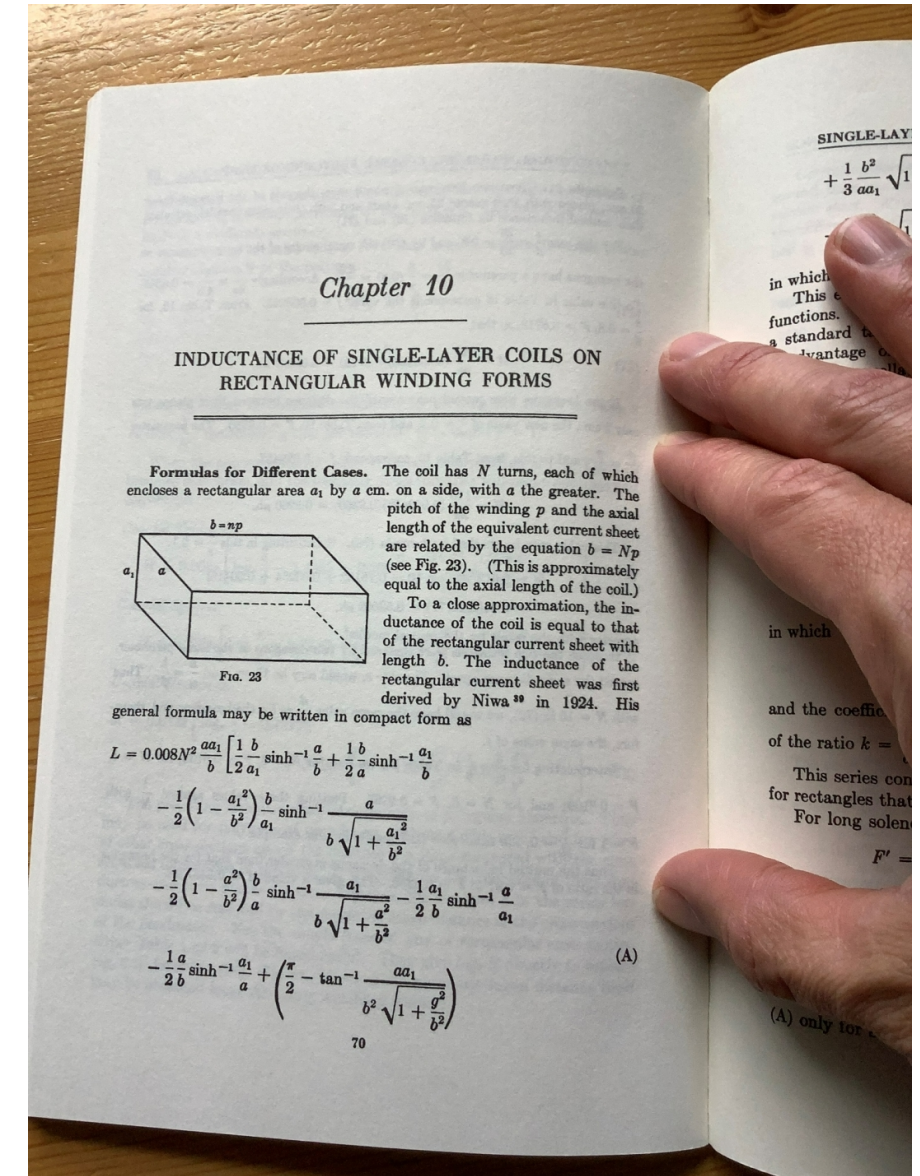 Chapter 10
INDUCTANCE OF SINGLE-LAYER COILS ON
RECTANGULAR WINDING FORMS
Formulas for Different Cases. The coil has N turns, each of which
encloses a rectangular area a₁ by a cm. on a side, with a the greater. The
pitch of the winding p and the axial
length of the equivalent current sheet
are related by the equation b = Np
(see Fig. 23). (This is approximately
equal to the axial length of the coil.)
To a close approximation, the in-
ductance of the coil is equal to that
of the rectangular current sheet with
length b. The inductance of the
rectangular current sheet was first
derived by Niwa ³⁹ in 1924. His
general formula may be written in compact form as
b = np
a₁ a
FIG. 23
L = 0.008N² aa₁/b [1/2 b/a₁ sinh⁻¹ a/b + 1/2 b/a sinh⁻¹ a₁/b
− 1/2 (1 − a₁²/b²) b/a₁ sinh⁻¹ a/(b√(1 + a₁²/b²))
− 1/2 (1 − a²/b²) b/a sinh⁻¹ a₁/(b√(1 + a²/b²)) − 1/2 a₁/b sinh⁻¹ a/a₁
(A)
− 1/2 a/b sinh⁻¹ a₁/a + (π/2 − tan⁻¹ aa₁/(b²√(1 + g²/b²)))
70
SINGLE-LAY
+ 1/3 b²/aa₁ √1
in which
This
functions.
a standard
in which
and the coeffic
of the ratio k =
This series con
for rectangles that
For long solen
F′ =
(A) only for